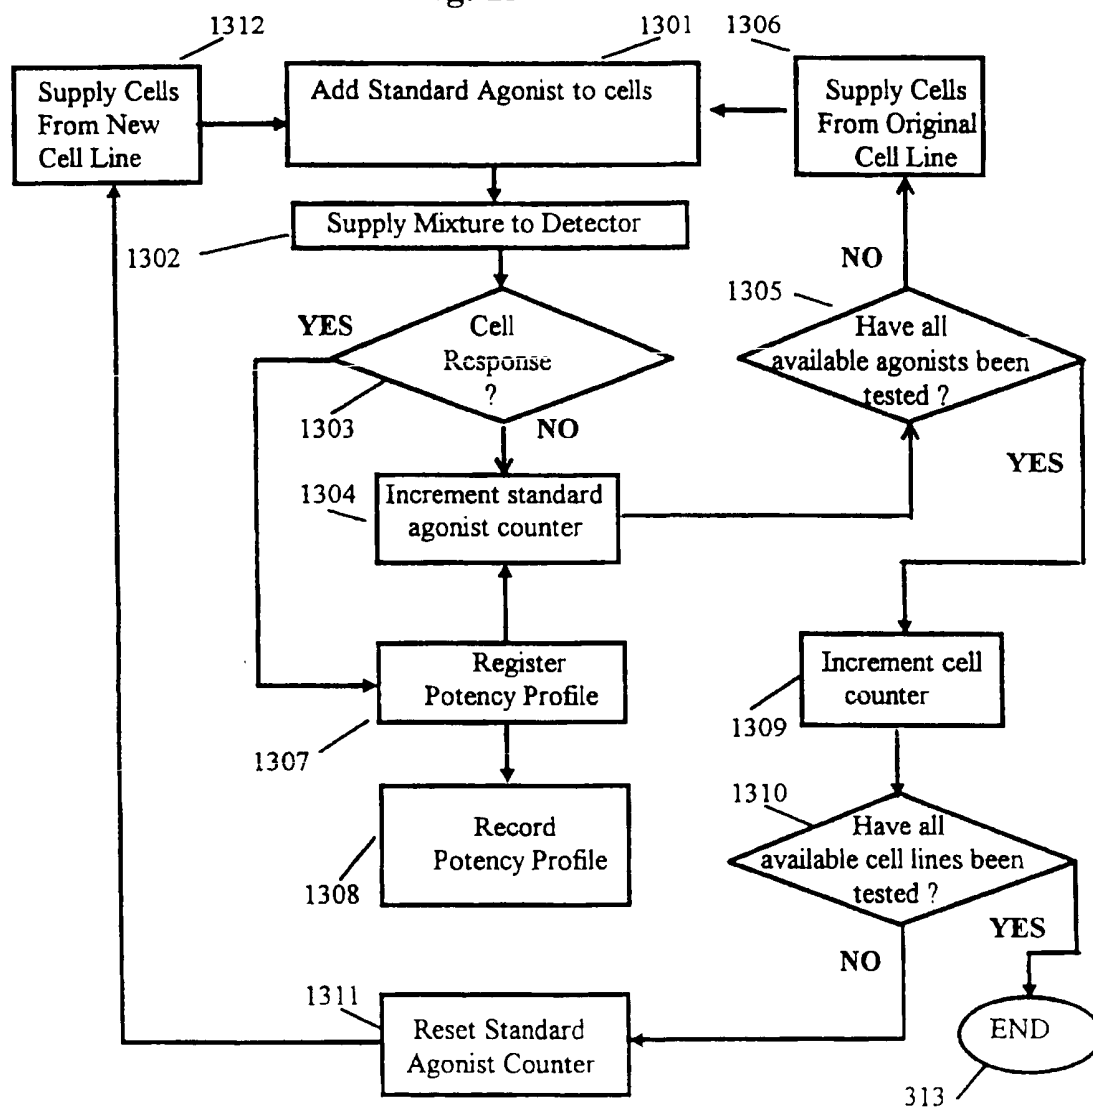 1312
1301
1306
Supply Cells
From New
Cell Line
Add Standard Agonist to cells
Supply Cells
From Original
Cell Line
Supply Mixture to Detector
1302
NO
1305
YES
Cell
Response
?
Have all
available agonists been
tested ?
1303
NO
YES
1304
Increment standard
agonist counter
Register
Potency Profile
Increment cell
counter
1307
1309
1310
Record
Potency Profile
Have all
available cell lines been
tested ?
1308
YES
NO
1311
Reset Standard
Agonist Counter
END
313